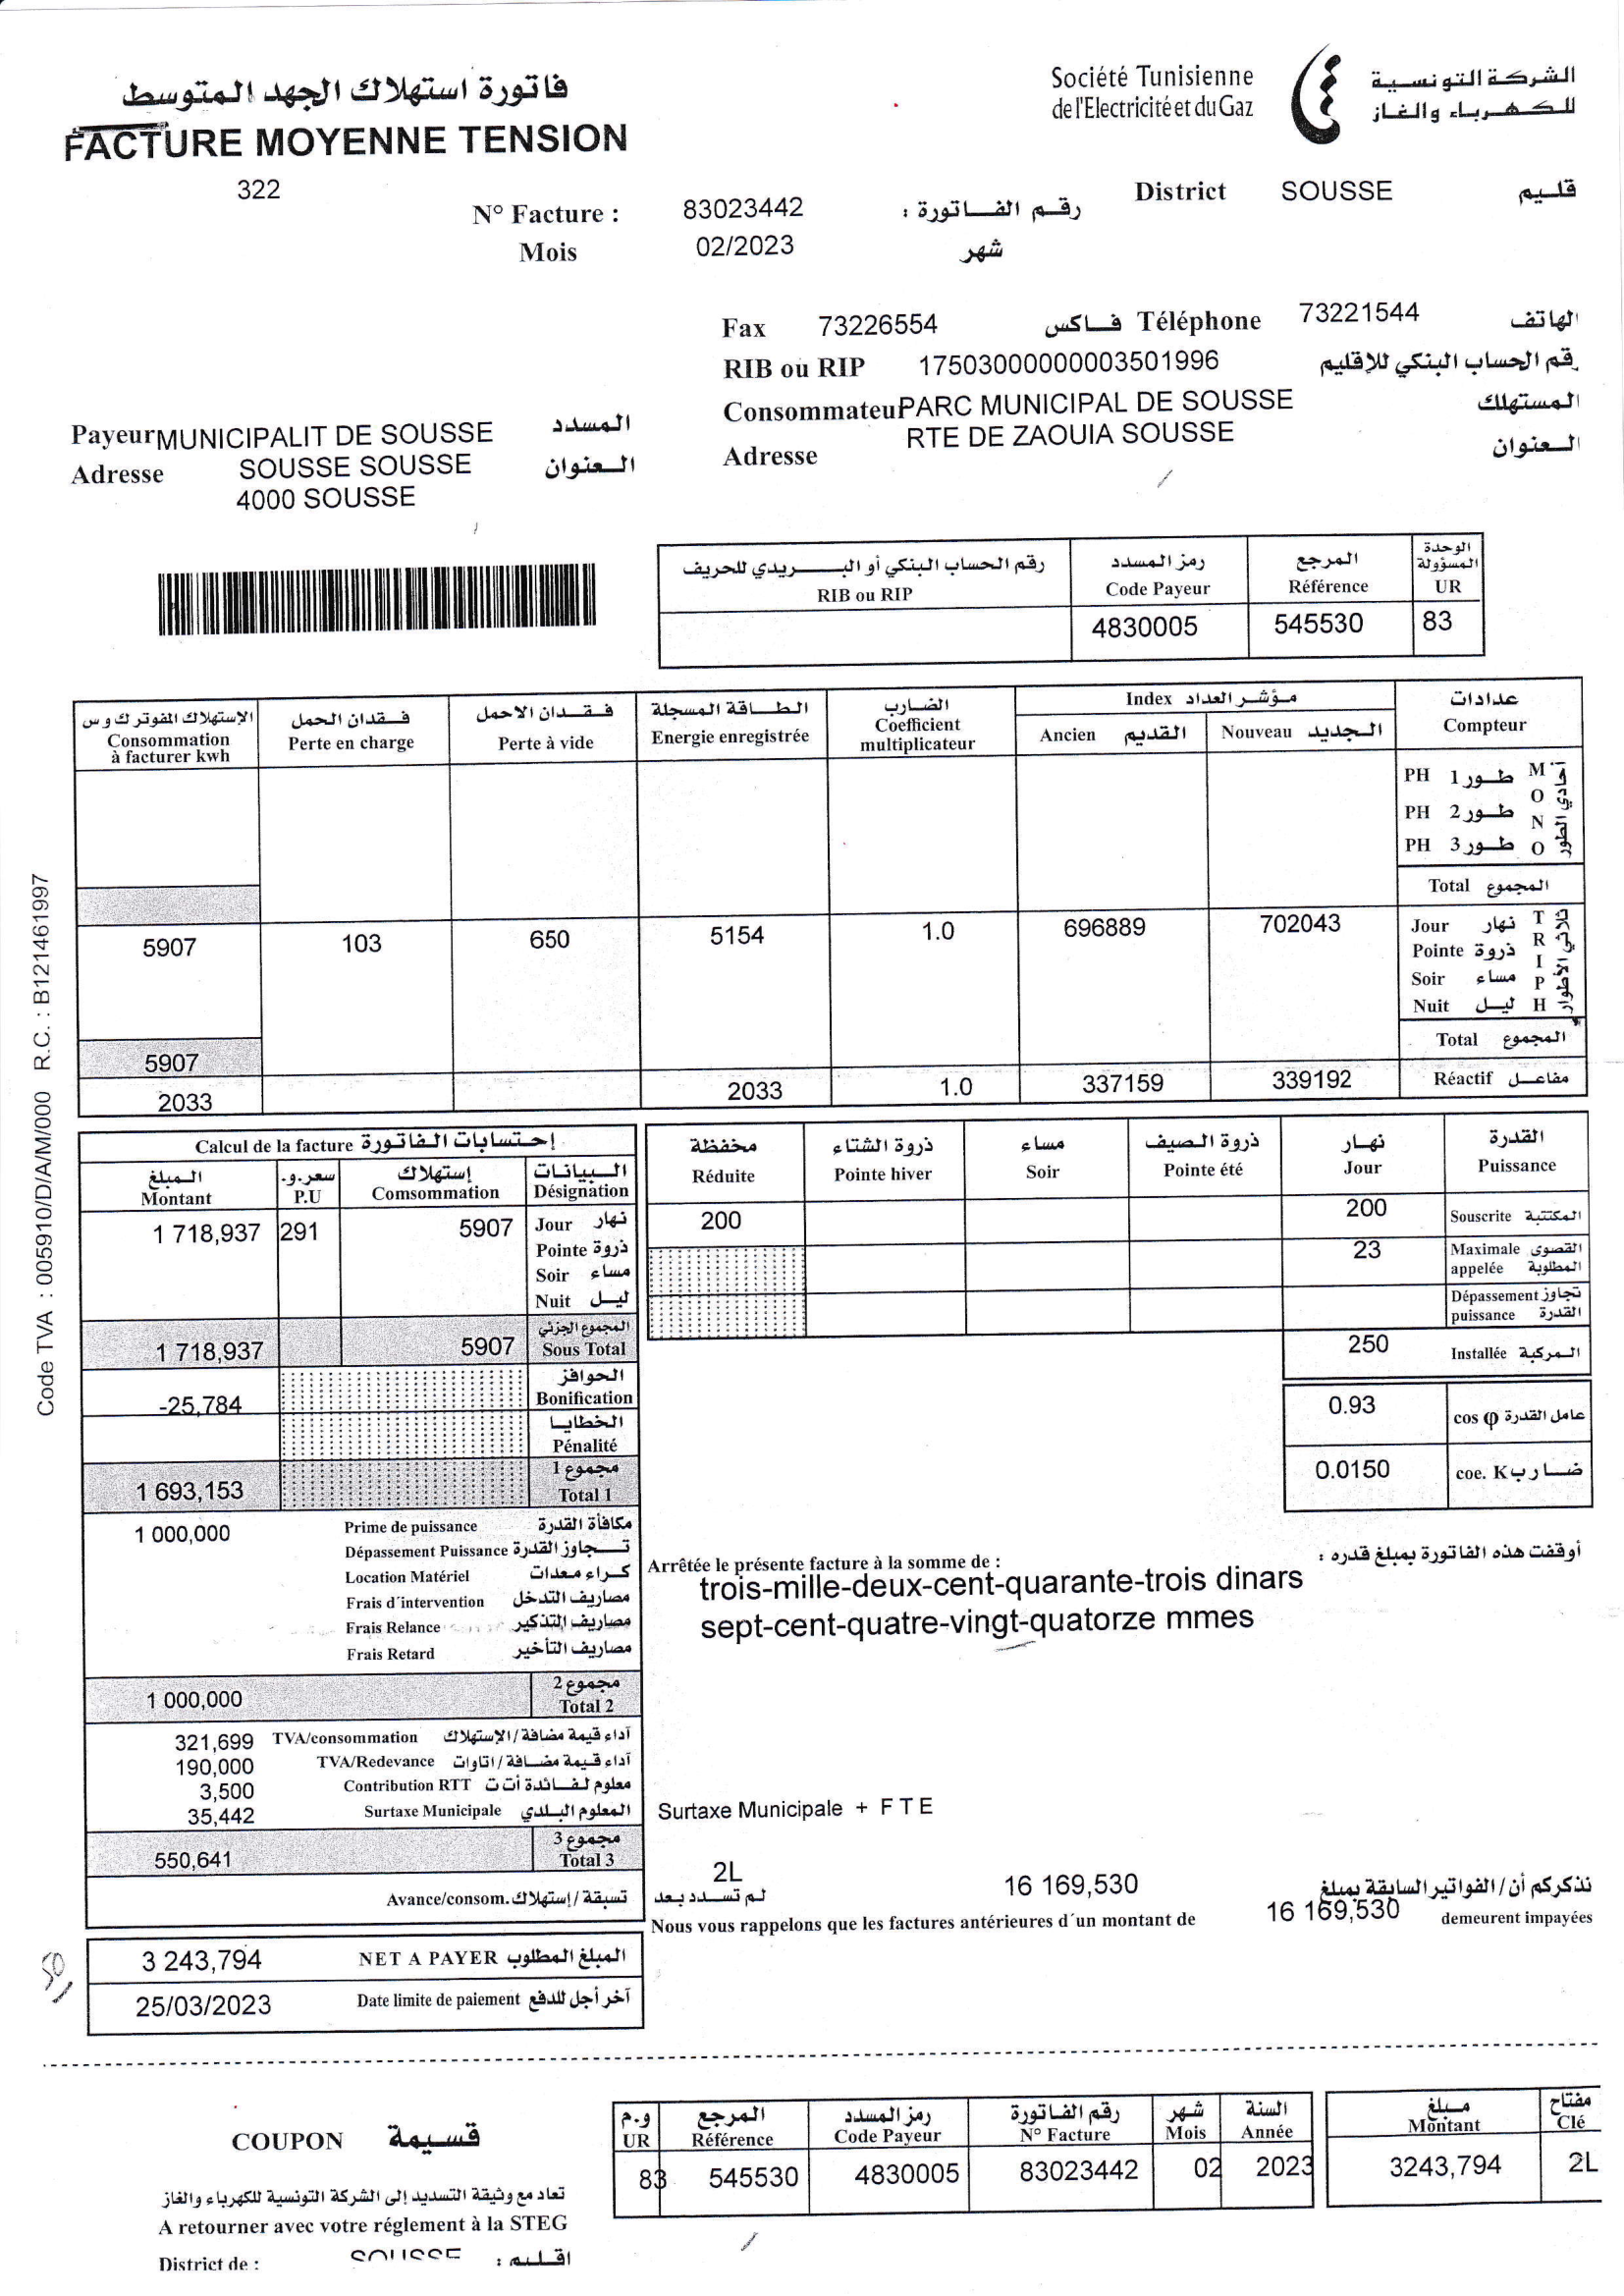 فاتورة استهلاك الجهد المتوسط
FACTURE MOYENNE TENSION
322
Société Tunisienne
de l'Electricité et du Gaz
الشركة التونسية
للكهرباء والغاز
N° Facture : 83023442 رقم الفاتورة :
Mois 02/2023 شهر
District SOUSSE قليم
Fax 73226554 فاكس Téléphone 73221544 الهاتف
RIB ou RIP 17503000000003501996 قم الحساب البنكي للإقليم
Consommateur PARC MUNICIPAL DE SOUSSE المستهلك
Adresse RTE DE ZAOUIA SOUSSE العنوان
Payeur MUNICIPALIT DE SOUSSE المسدد
Adresse SOUSSE SOUSSE العنوان
4000 SOUSSE
رقم الحساب البنكي أو البريدي للحريف رمز المسدد المرجع الوحدة المسؤولة
RIB ou RIP Code Payeur Référence UR
4830005 545530 83
الإستهلاك المفوتر ك و س فقدان الحمل فقدان الاحمل الطاقة المسجلة الضارب مؤشر العداد Index عدادات
Consommation à facturer kwh Perte en charge Perte à vide Energie enregistrée Coefficient multiplicateur Ancien القديم Nouveau الجديد Compteur
PH 1 طور
PH 2 طور
PH 3 طور
MONO أحادي الطور
Total المجموع
5907 103 650 5154 1.0 696889 702043 Jour نهار
Pointe ذروة
Soir مساء
Nuit ليل
TRIPH ثلاثي الأطوار
5907 Total المجموع
2033 2033 1.0 337159 339192 Réactif مفاعل
Calcul de la facture إحتسابات الفاتورة
المبلغ سعر.و. إستهلاك البيانات
Montant P.U Comsommation Désignation
1 718,937 291 5907 Jour نهار
Pointe ذروة
Soir مساء
Nuit ليل
المجموع الجزئي
1 718,937 5907 Sous Total
الحوافز
-25,784 Bonification
الخطايا
Pénalité
مجموع 1
1 693,153 Total 1
1 000,000 Prime de puissance مكافأة القدرة
Dépassement Puissance تجاوز القدرة
Location Matériel كراء معدات
Frais d'intervention مصاريف التدخل
Frais Relance مصاريف التذكير
Frais Retard مصاريف التأخير
مجموع 2
1 000,000 Total 2
321,699 TVA/consommation آداء قيمة مضافة/الإستهلاك
190,000 TVA/Redevance آداء قيمة مضافة/اتاوات
3,500 Contribution RTT معلوم لفائدة أت ت
35,442 Surtaxe Municipale المعلوم البلدي
مجموع 3
550,641 Total 3
Avance/consom. تسبقة/إستهلاك
3 243,794 NET A PAYER المبلغ المطلوب
25/03/2023 Date limite de paiement آخر أجل للدفع
مخفظة ذروة الشتاء مساء ذروة الصيف نهار القدرة
Réduite Pointe hiver Soir Pointe été Jour Puissance
200 200 Souscrite المكتتبة
23 Maximale appelée القصوى المطلوبة
Dépassement puissance تجاوز القدرة
250 Installée المركبة
0.93 cos φ عامل القدرة
0.0150 coe. K ضارب
Arrêtée le présente facture à la somme de : أوقفت هذه الفاتورة بمبلغ قدره :
trois-mille-deux-cent-quarante-trois dinars
sept-cent-quatre-vingt-quatorze mmes
Surtaxe Municipale + F T E
2L 16 169,530 نذكركم أن/الفواتير السابقة بمبلغ
لم تسدد بعد
Nous vous rappelons que les factures antérieures d'un montant de 16 169,530 demeurent impayées
Code TVA : 005910/D/A/M/000 R.C. : B121461997
COUPON قسيمة
تعاد مع وثيقة التسديد إلى الشركة التونسية للكهرباء والغاز
A retourner avec votre réglement à la STEG
District de : SOUSSE اقليم :
و.م المرجع رمز المسدد رقم الفاتورة شهر السنة مبلغ مفتاح
UR Référence Code Payeur N° Facture Mois Année Montant Clé
83 545530 4830005 83023442 02 2023 3243,794 2L